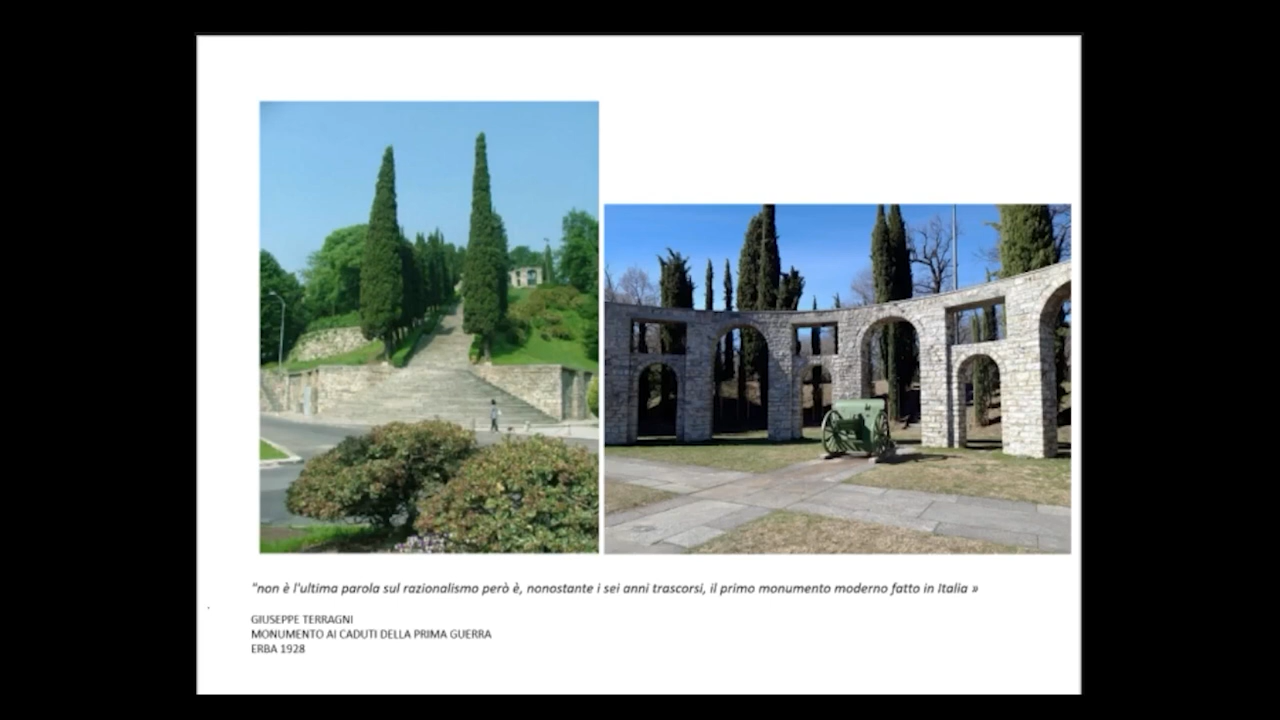 "non è l'ultima parola sul razionalismo però è, nonostante i sei anni trascorsi, il primo monumento moderno fatto in Italia »
GIUSEPPE TERRAGNI
MONUMENTO AI CADUTI DELLA PRIMA GUERRA
ERBA 1928